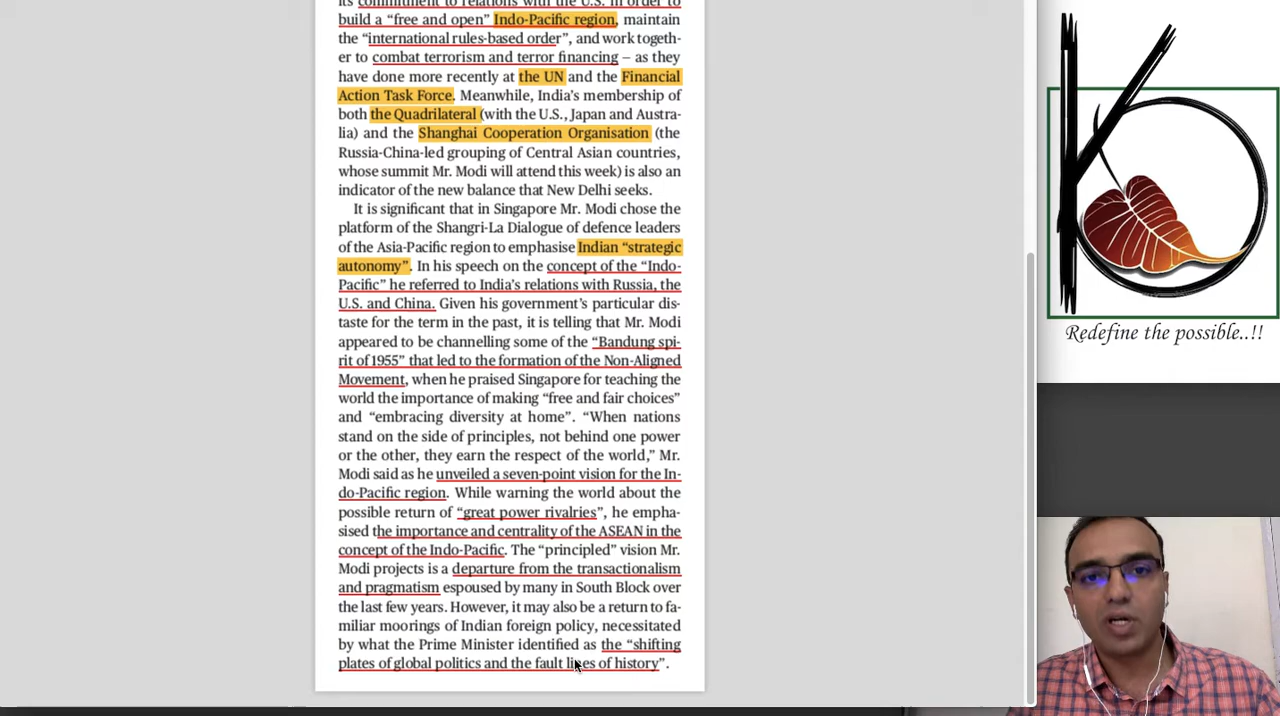 its commitment to relations with the U.S. in order to
build a “free and open” Indo-Pacific region, maintain
the “international rules-based order”, and work togeth-
er to combat terrorism and terror financing – as they
have done more recently at the UN and the Financial
Action Task Force. Meanwhile, India’s membership of
both the Quadrilateral (with the U.S., Japan and Austra-
lia) and the Shanghai Cooperation Organisation (the
Russia-China-led grouping of Central Asian countries,
whose summit Mr. Modi will attend this week) is also an
indicator of the new balance that New Delhi seeks.
It is significant that in Singapore Mr. Modi chose the
platform of the Shangri-La Dialogue of defence leaders
of the Asia-Pacific region to emphasise Indian “strategic
autonomy”. In his speech on the concept of the “Indo-
Pacific” he referred to India’s relations with Russia, the
U.S. and China. Given his government’s particular dis-
taste for the term in the past, it is telling that Mr. Modi
appeared to be channelling some of the “Bandung spi-
rit of 1955” that led to the formation of the Non-Aligned
Movement, when he praised Singapore for teaching the
world the importance of making “free and fair choices”
and “embracing diversity at home”. “When nations
stand on the side of principles, not behind one power
or the other, they earn the respect of the world,” Mr.
Modi said as he unveiled a seven-point vision for the In-
do-Pacific region. While warning the world about the
possible return of “great power rivalries”, he empha-
sised the importance and centrality of the ASEAN in the
concept of the Indo-Pacific. The “principled” vision Mr.
Modi projects is a departure from the transactionalism
and pragmatism espoused by many in South Block over
the last few years. However, it may also be a return to fa-
miliar moorings of Indian foreign policy, necessitated
by what the Prime Minister identified as the “shifting
plates of global politics and the fault lines of history”.
Redefine the possible..!!